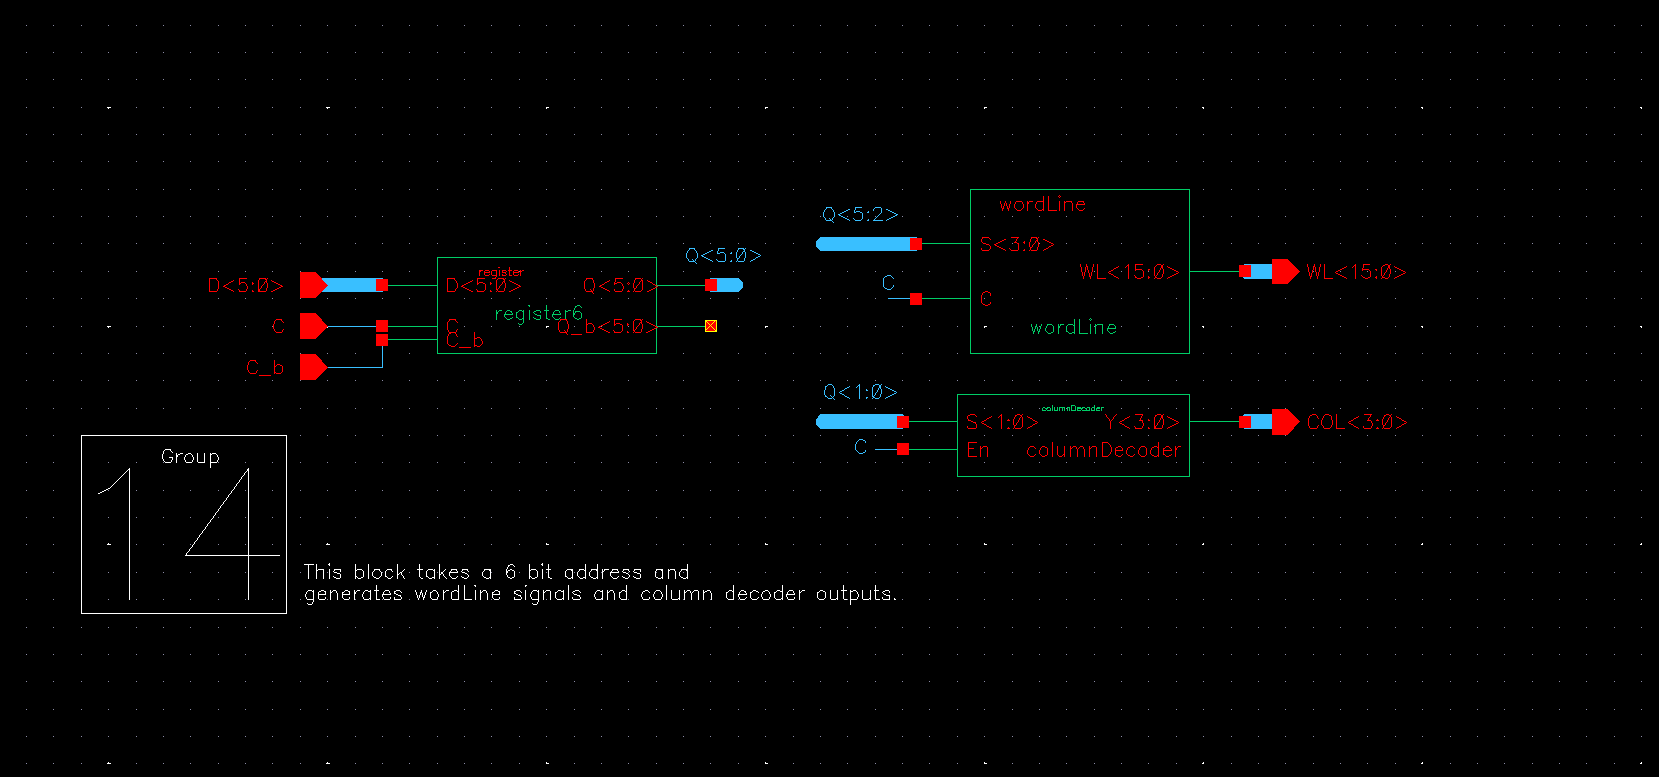 D<5:0>
C
C_b
register
D<5:0>
Q<5:0>
register6
C
Q_b<5:0>
C_b
Q<5:0>
Q<5:2>
C
wordLine
S<3:0>
WL<15:0>
C
wordLine
WL<15:0>
Q<1:0>
C
columnDecoder
S<1:0>
Y<3:0>
En
columnDecoder
COL<3:0>
Group
14
This block takes a 6 bit address and
generates wordLine signals and column decoder outputs.